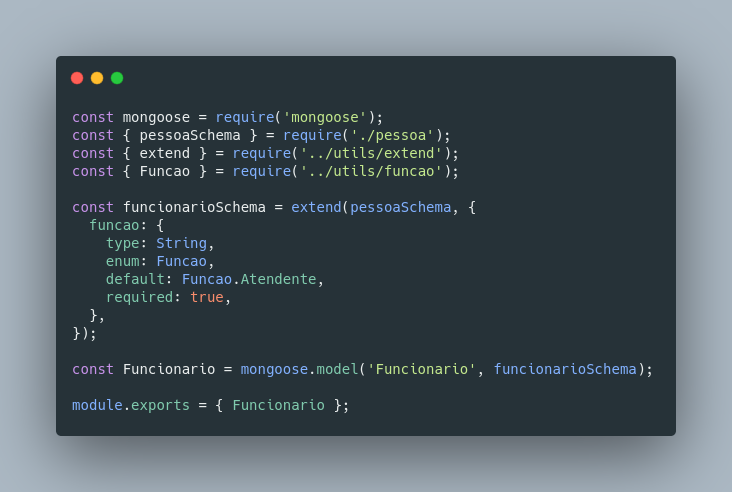 const mongoose = require('mongoose');
const { pessoaSchema } = require('./pessoa');
const { extend } = require('../utils/extend');
const { Funcao } = require('../utils/funcao');

const funcionarioSchema = extend(pessoaSchema, {
  funcao: {
    type: String,
    enum: Funcao,
    default: Funcao.Atendente,
    required: true,
  },
});

const Funcionario = mongoose.model('Funcionario', funcionarioSchema);

module.exports = { Funcionario };